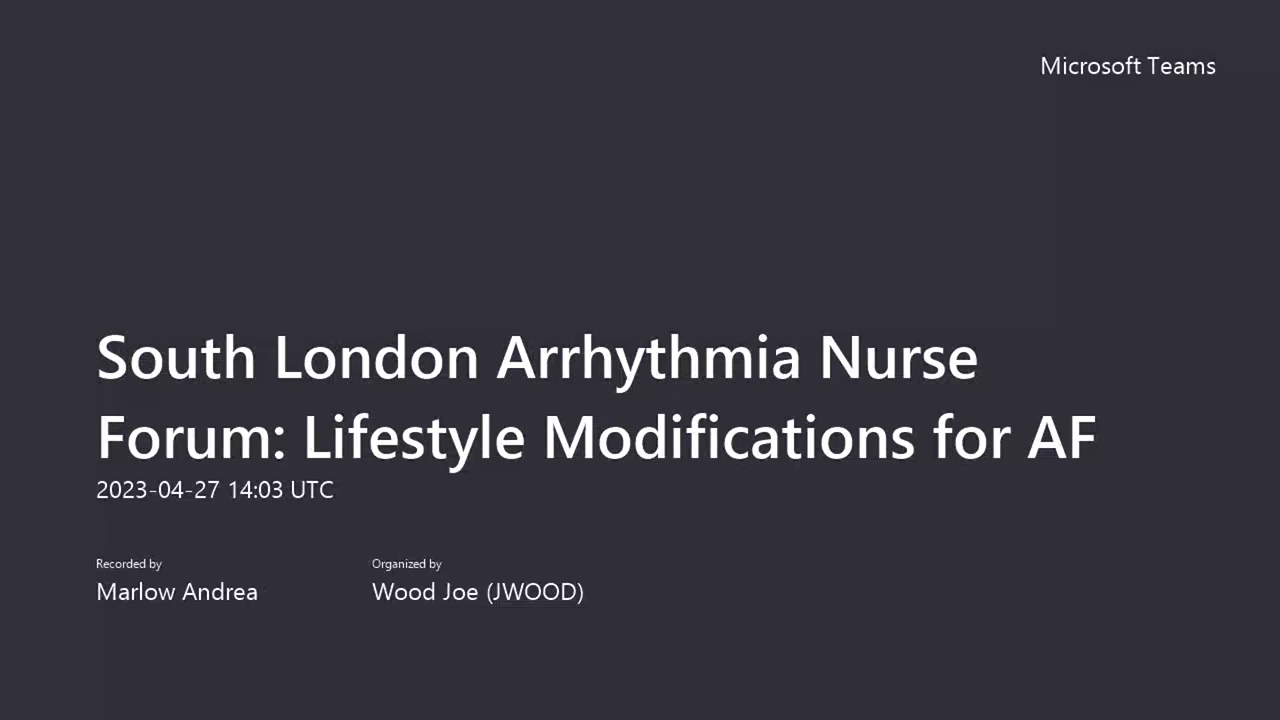 Microsoft Teams
South London Arrhythmia Nurse
Forum: Lifestyle Modifications for AF
2023-04-27 14:03 UTC
Recorded by
Organized by
Marlow Andrea
Wood Joe (JWOOD)